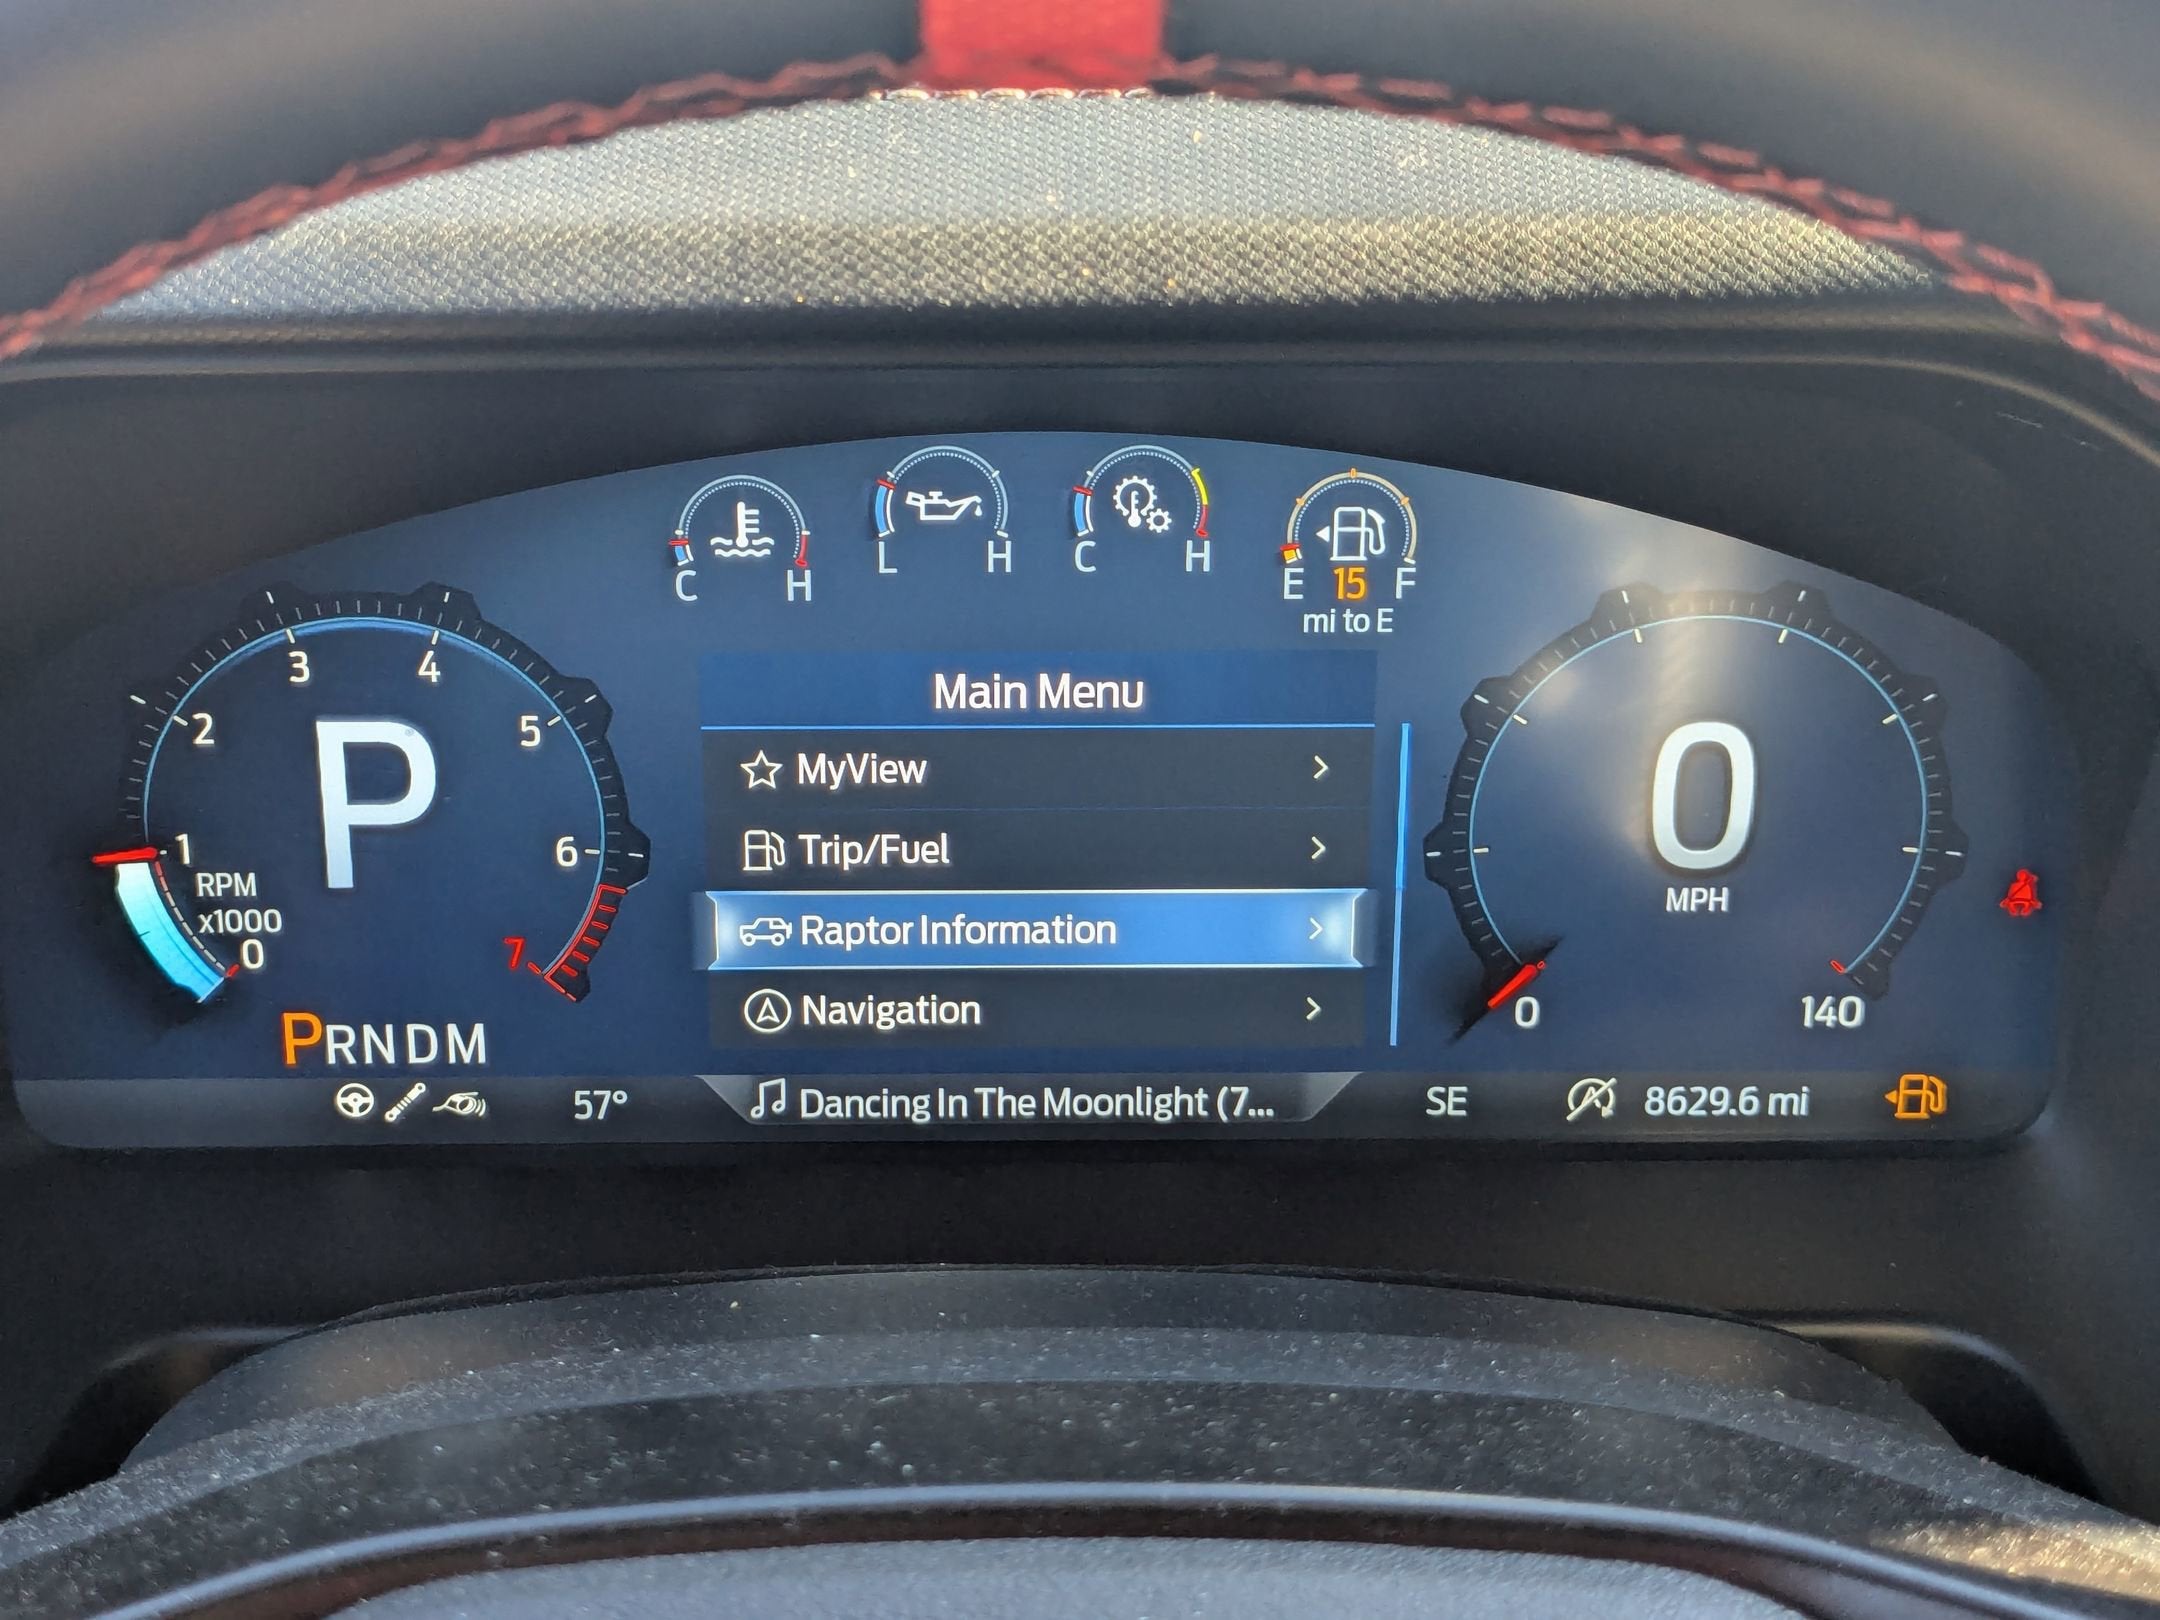 C H
L H
C H
E 15 F
mi to E
3 4
2 5
1 6
0 7
P
RPM
x1000
PRNDM
Main Menu
MyView
Trip/Fuel
Raptor Information
Navigation
0
MPH
0 140
57°
Dancing In The Moonlight (7...
SE
8629.6 mi